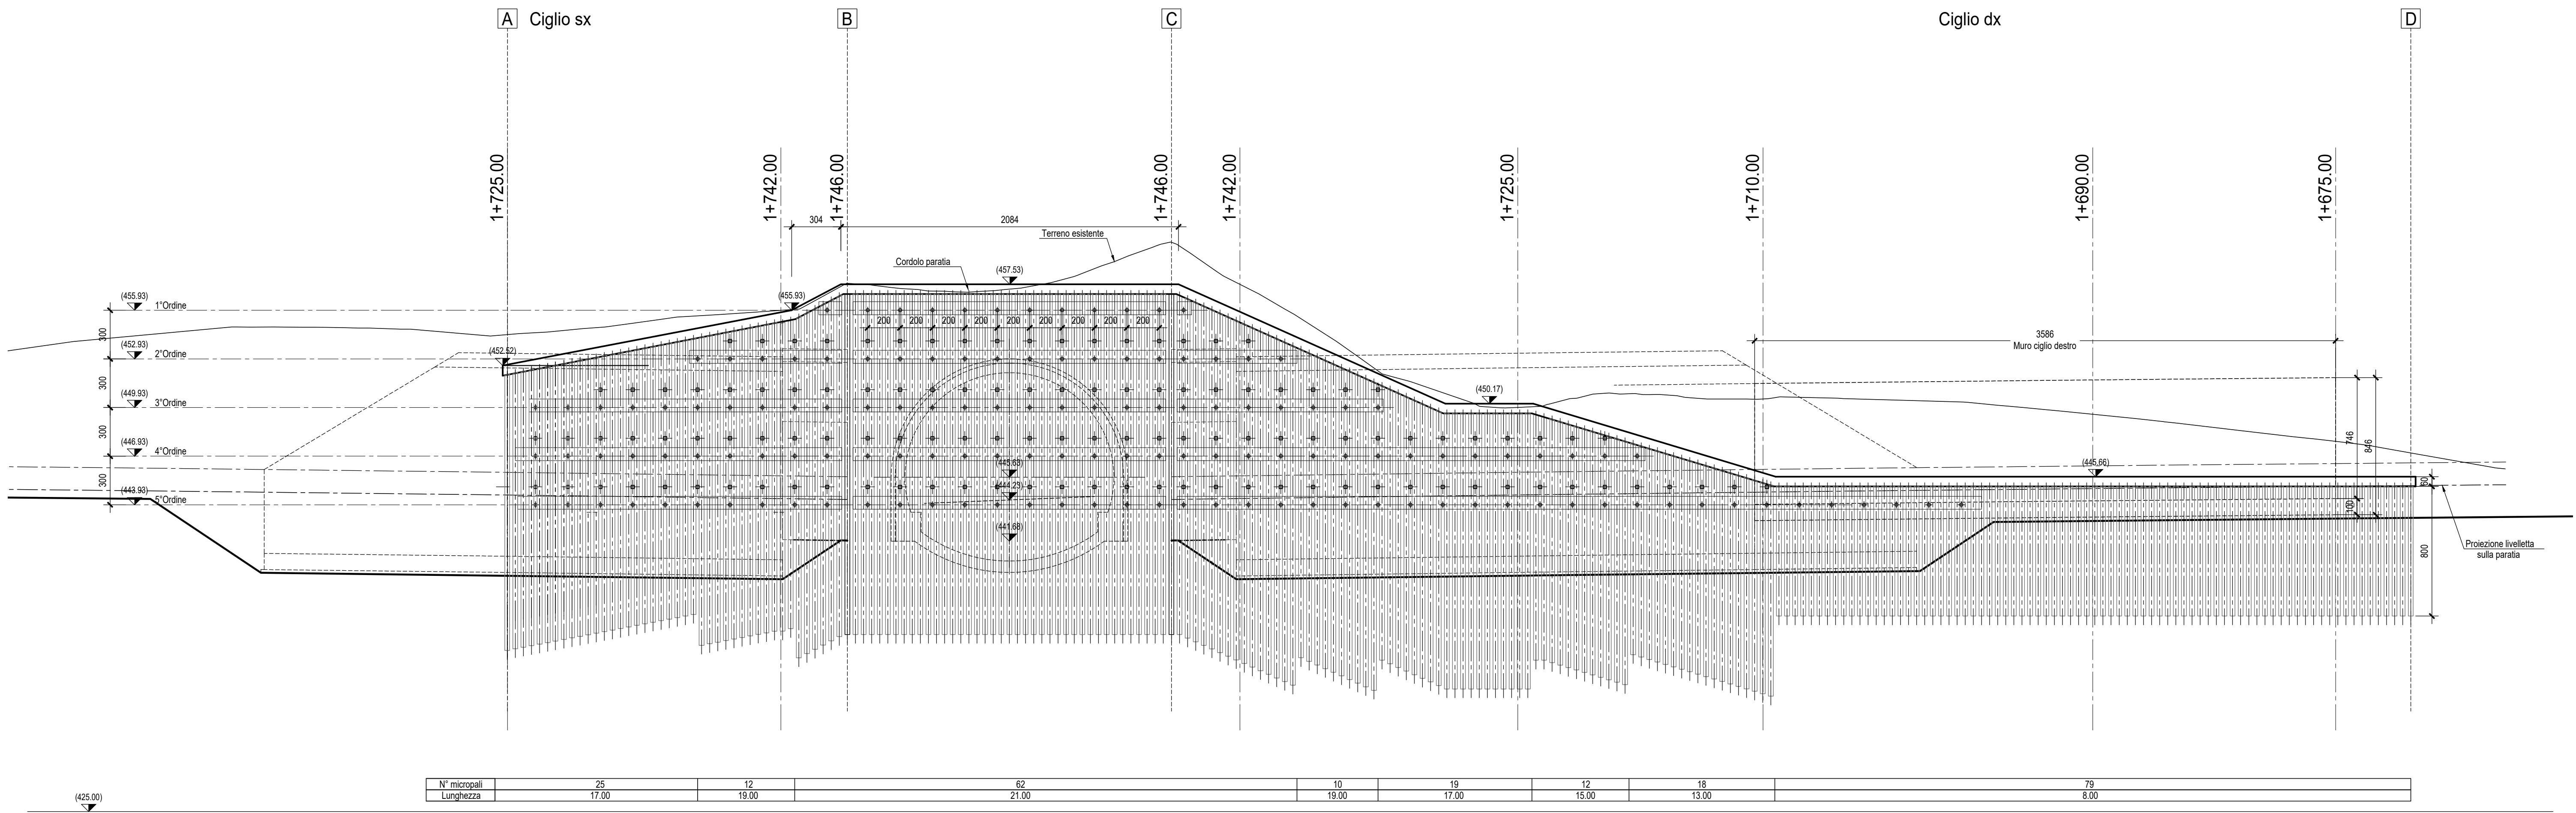 A Ciglio sx B C Ciglio dx D
1+725.00
1+742.00
1+746.00
1+746.00
1+742.00
1+725.00
1+710.00
1+690.00
1+675.00
304
2084
Terreno esistente
Cordolo paratia
(457.53)
(455.93)
(455.93) 1°Ordine
300
200 200 200 200 200 200 200 200 200
3586
Muro ciglio destro
(452.93) 2°Ordine
(452.52)
300
(449.93) 3°Ordine
(450.17)
300
746
846
(446.93) 4°Ordine
(445.63)
(445.66)
300
(444.23)
60
(443.93) 5°Ordine
100
(441.68)
800
Proiezione livelletta
sulla paratia
N° micropali 25 12 62 10 19 12 18 79
Lunghezza 17.00 19.00 21.00 19.00 17.00 15.00 13.00 8.00
(425.00)